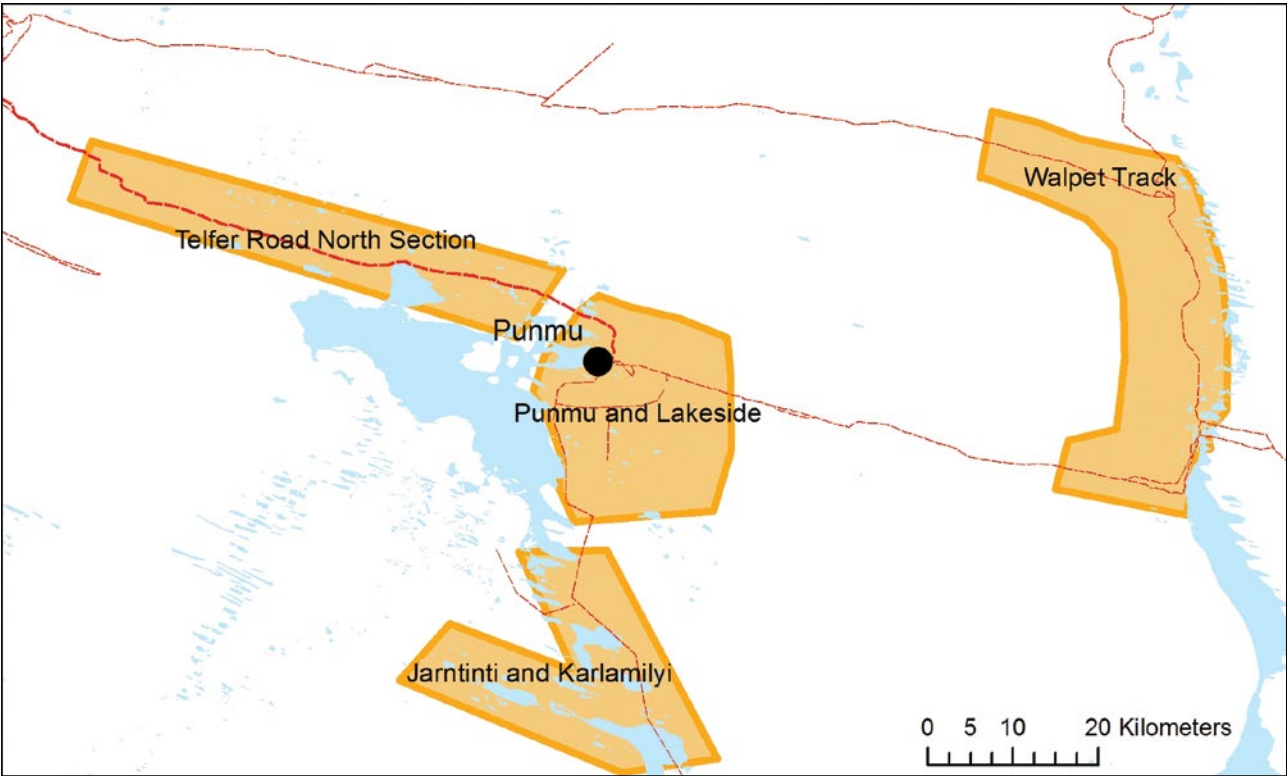 Walpet Track
Telfer Road North Section
Punmu
Punmu and Lakeside
Jarntinti and Karlamilyi
0 5 10 20 Kilometers